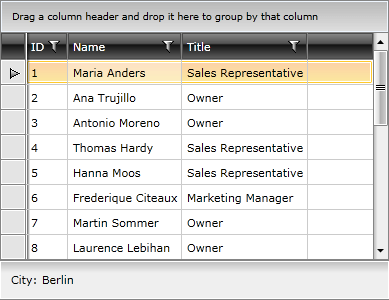 Drag a column header and drop it here to group by that column
ID Name Title
1 Maria Anders Sales Representative
2 Ana Trujillo Owner
3 Antonio Moreno Owner
4 Thomas Hardy Sales Representative
5 Hanna Moos Sales Representative
6 Frederique Citeaux Marketing Manager
7 Martin Sommer Owner
8 Laurence Lebihan Owner
City: Berlin